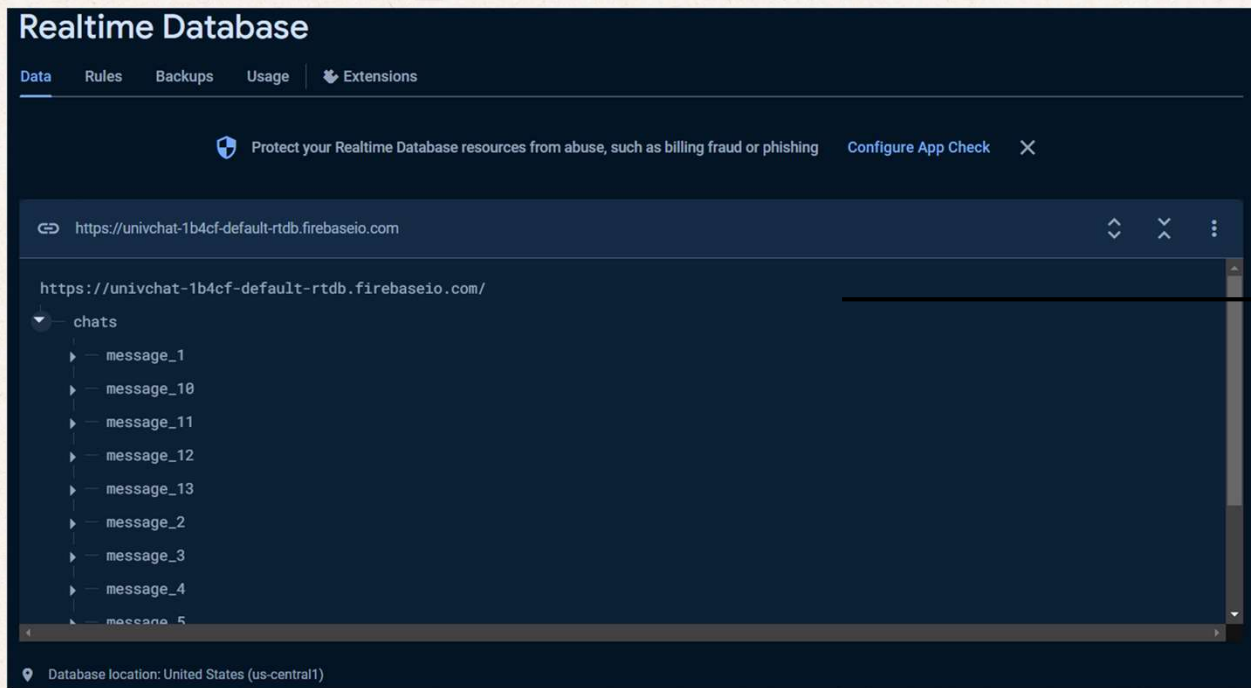 Realtime Database
Data Rules Backups Usage Extensions
Protect your Realtime Database resources from abuse, such as billing fraud or phishing Configure App Check
https://univchat-1b4cf-default-rtdb.firebaseio.com
https://univchat-1b4cf-default-rtdb.firebaseio.com/
chats
message_1
message_10
message_11
message_12
message_13
message_2
message_3
message_4
message_5
Database location: United States (us-central1)